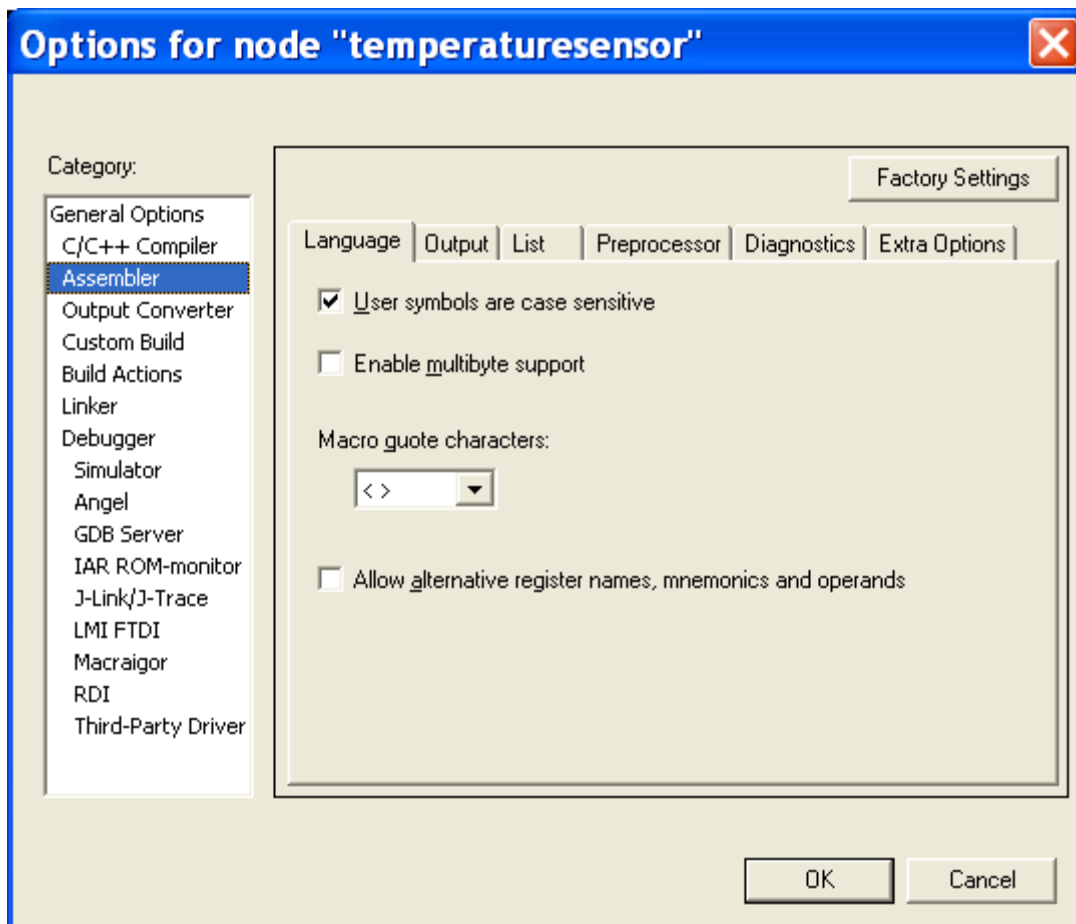 Options for node "temperaturesensor"
Category:
Factory Settings
General Options
C/C++ Compiler
Assembler
Output Converter
Custom Build
Build Actions
Linker
Debugger
Simulator
Angel
GDB Server
IAR ROM-monitor
J-Link/J-Trace
LMI FTDI
Macraigor
RDI
Third-Party Driver
Language Output List Preprocessor Diagnostics Extra Options
User symbols are case sensitive
Enable multibyte support
Macro quote characters:
< >
Allow alternative register names, mnemonics and operands
OK Cancel